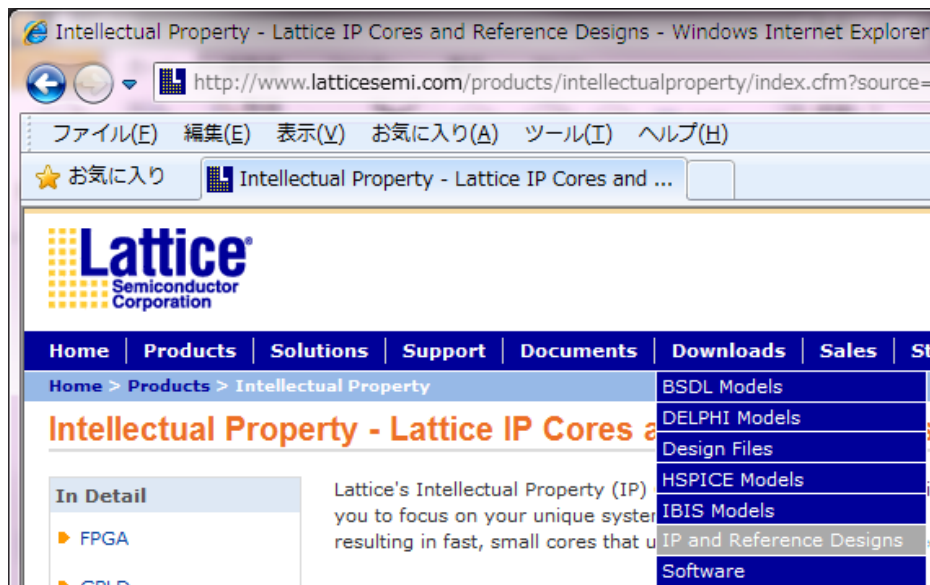 Intellectual Property - Lattice IP Cores and Reference Designs - Windows Internet Explorer
http://www.latticesemi.com/products/intellectualproperty/index.cfm?source=
ファイル(F) 編集(E) 表示(V) お気に入り(A) ツール(T) ヘルプ(H)
お気に入り Intellectual Property - Lattice IP Cores and ...
Lattice®
Semiconductor
Corporation
Home Products Solutions Support Documents Downloads Sales
Home > Products > Intellectual Property
BSDL Models
DELPHI Models
Intellectual Property - Lattice IP Cores
Design Files
HSPICE Models
In Detail
Lattice's Intellectual Property (IP)
you to focus on your unique system
IBIS Models
FPGA
resulting in fast, small cores that
IP and Reference Designs
CPLD
Software